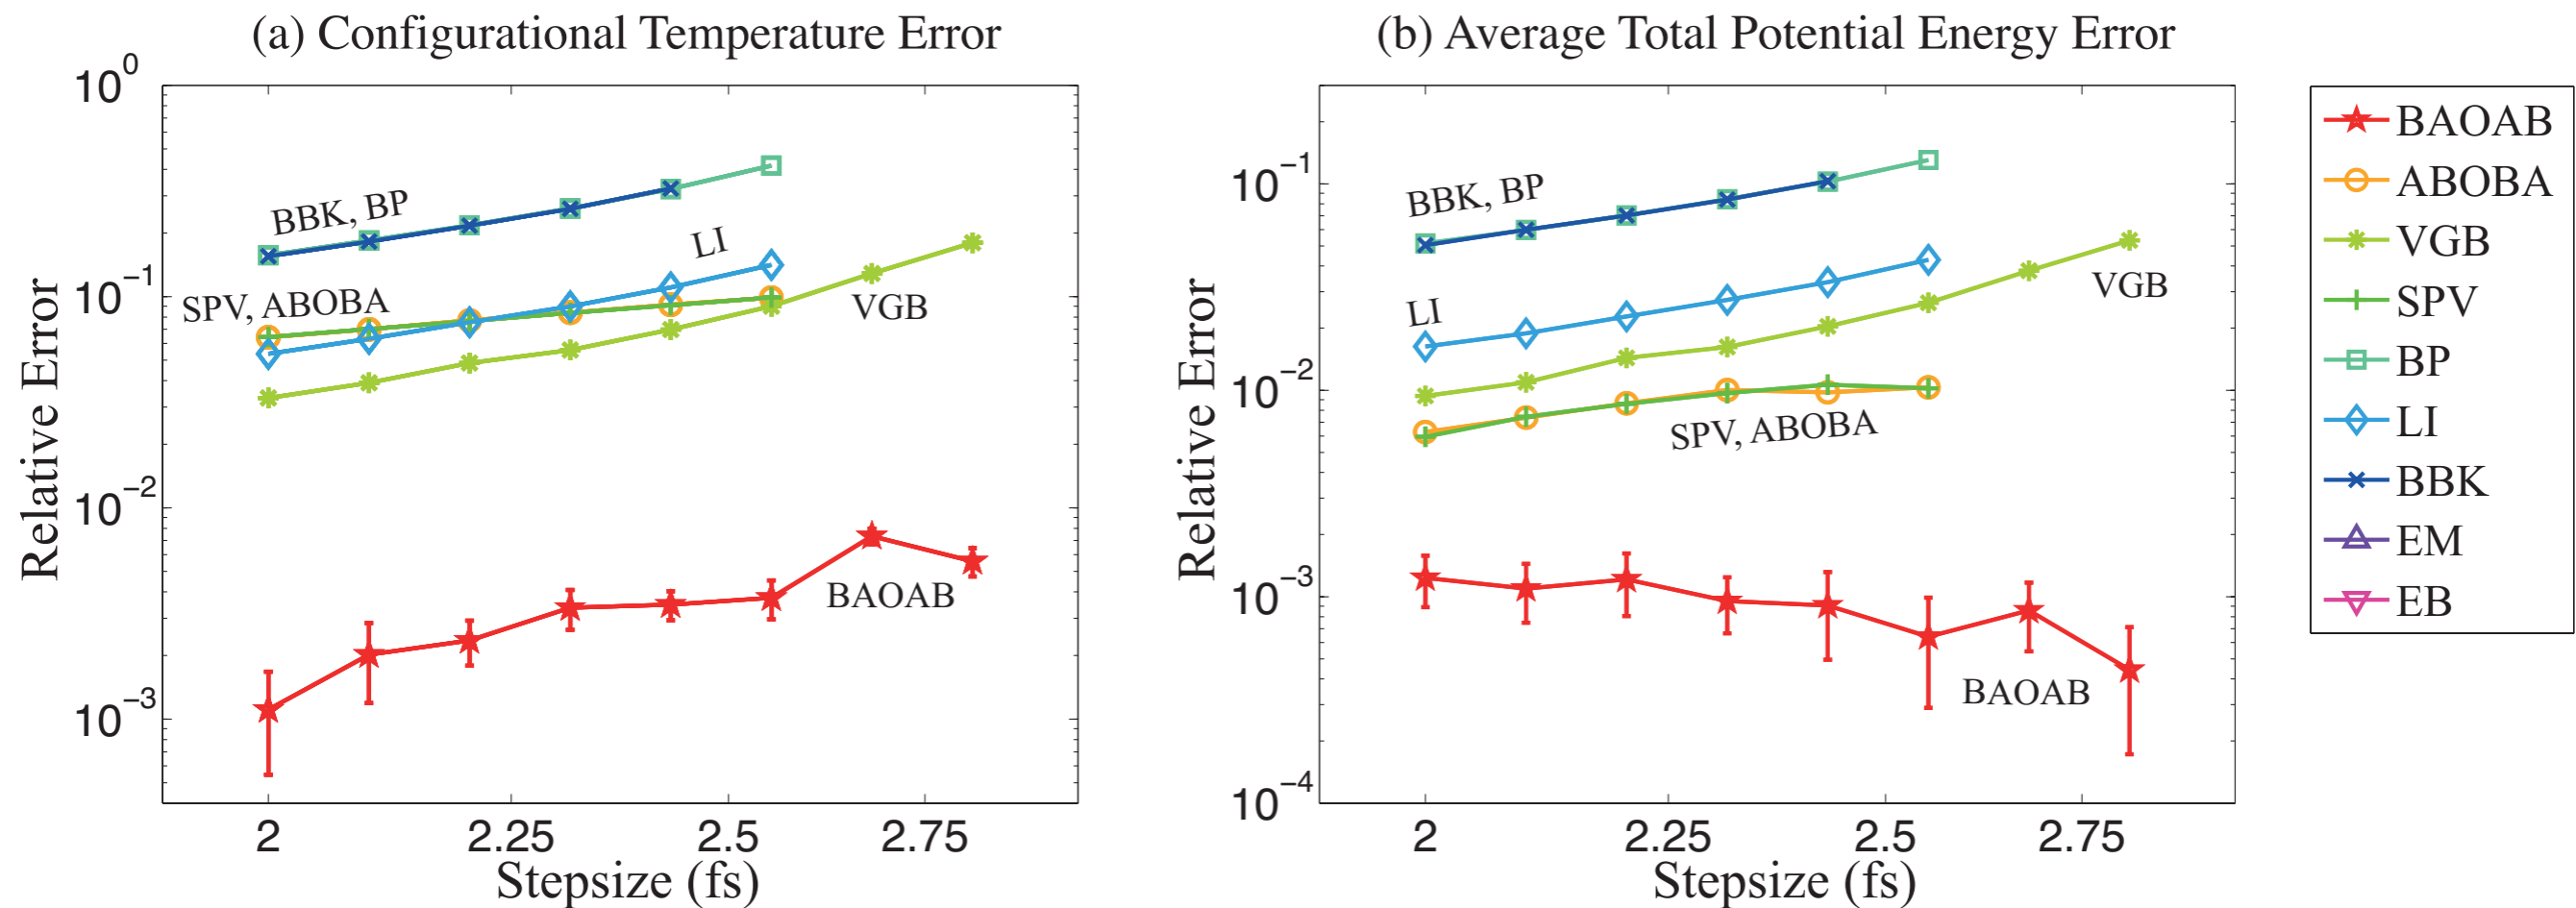 (a) Configurational Temperature Error
10^0
10^−1
10^−2
10^−3
Relative Error
BBK, BP
LI
SPV, ABOBA
VGB
BAOAB
2 2.25 2.5 2.75
Stepsize (fs)
(b) Average Total Potential Energy Error
10^−1
10^−2
10^−3
10^−4
Relative Error
BBK, BP
VGB
LI
SPV, ABOBA
BAOAB
2 2.25 2.5 2.75
Stepsize (fs)
BAOAB
ABOBA
VGB
SPV
BP
LI
BBK
EM
EB